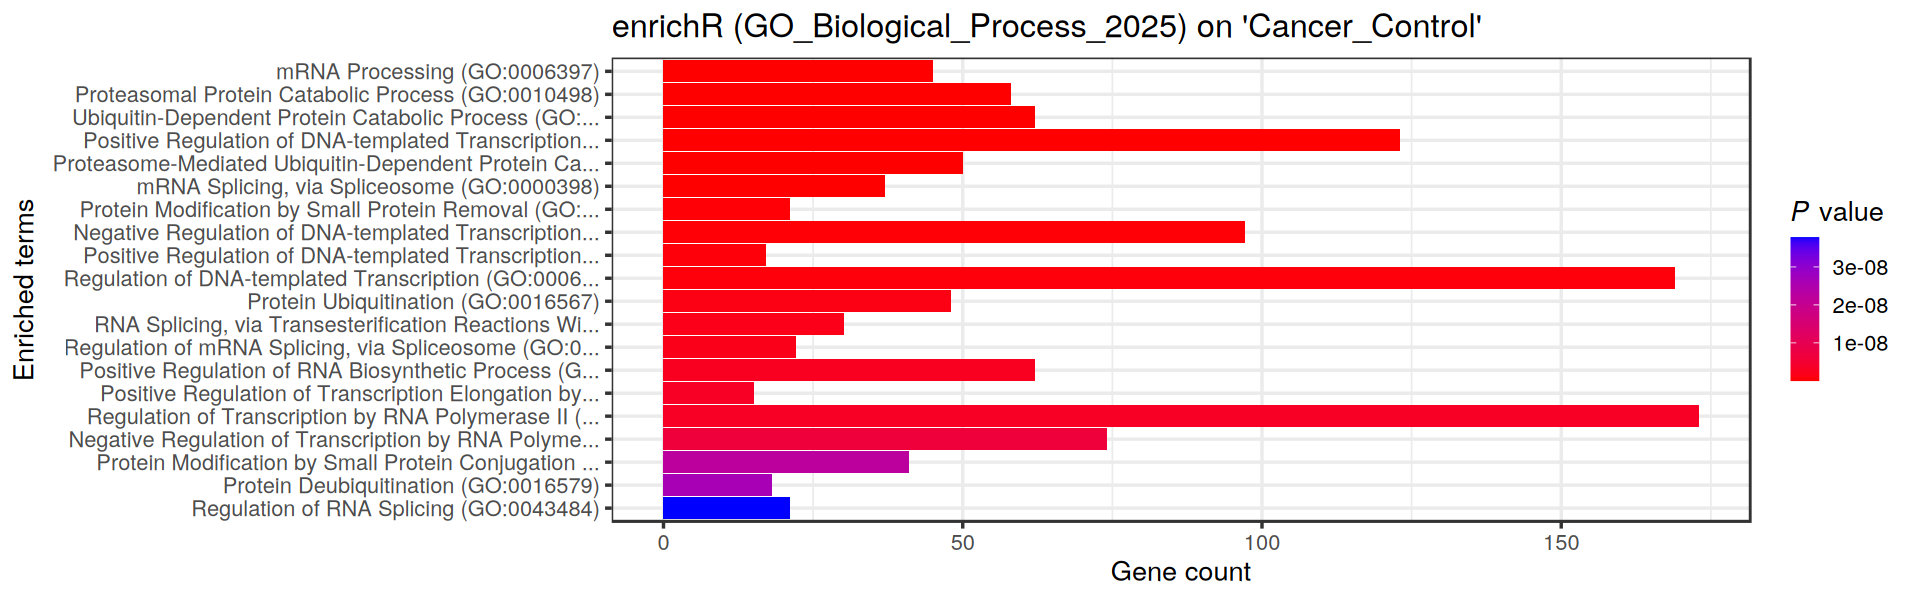 enrichR (GO_Biological_Process_2025) on 'Cancer_Control'
mRNA Processing (GO:0006397)
Proteasomal Protein Catabolic Process (GO:0010498)
Ubiquitin-Dependent Protein Catabolic Process (GO:...
Positive Regulation of DNA-templated Transcription...
Proteasome-Mediated Ubiquitin-Dependent Protein Ca...
mRNA Splicing, via Spliceosome (GO:0000398)
Protein Modification by Small Protein Removal (GO:...
Negative Regulation of DNA-templated Transcription...
Positive Regulation of DNA-templated Transcription...
Regulation of DNA-templated Transcription (GO:0006...
Protein Ubiquitination (GO:0016567)
RNA Splicing, via Transesterification Reactions Wi...
Regulation of mRNA Splicing, via Spliceosome (GO:0...
Positive Regulation of RNA Biosynthetic Process (G...
Positive Regulation of Transcription Elongation by...
Regulation of Transcription by RNA Polymerase II (...
Negative Regulation of Transcription by RNA Polyme...
Protein Modification by Small Protein Conjugation ...
Protein Deubiquitination (GO:0016579)
Regulation of RNA Splicing (GO:0043484)
Enriched terms
0 50 100 150
Gene count
P value
3e-08
2e-08
1e-08